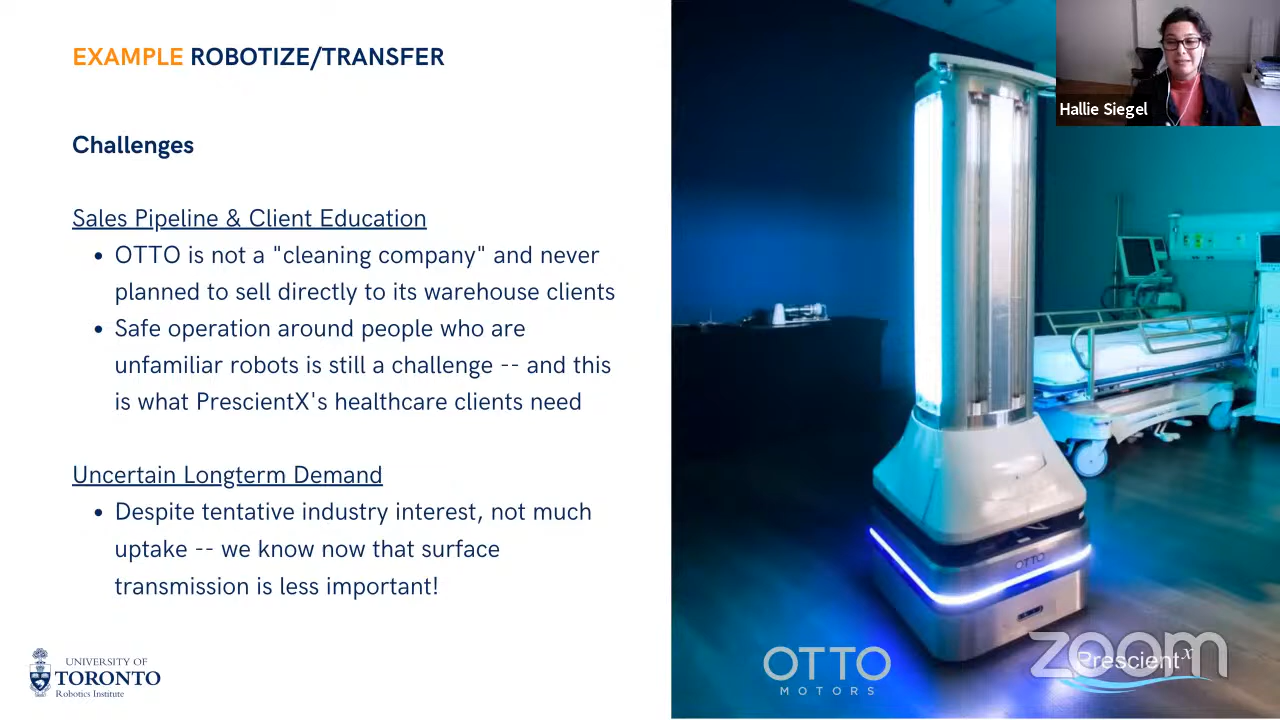 EXAMPLE ROBOTIZE/TRANSFER
Challenges
Sales Pipeline & Client Education
• OTTO is not a "cleaning company" and never
planned to sell directly to its warehouse clients
• Safe operation around people who are
unfamiliar robots is still a challenge -- and this
is what PrescientX's healthcare clients need
Uncertain Longterm Demand
• Despite tentative industry interest, not much
uptake -- we know now that surface
transmission is less important!
UNIVERSITY OF
TORONTO
Robotics Institute
Hallie Siegel
OTTO
OTTO
MOTORS
PrescientX
zoom